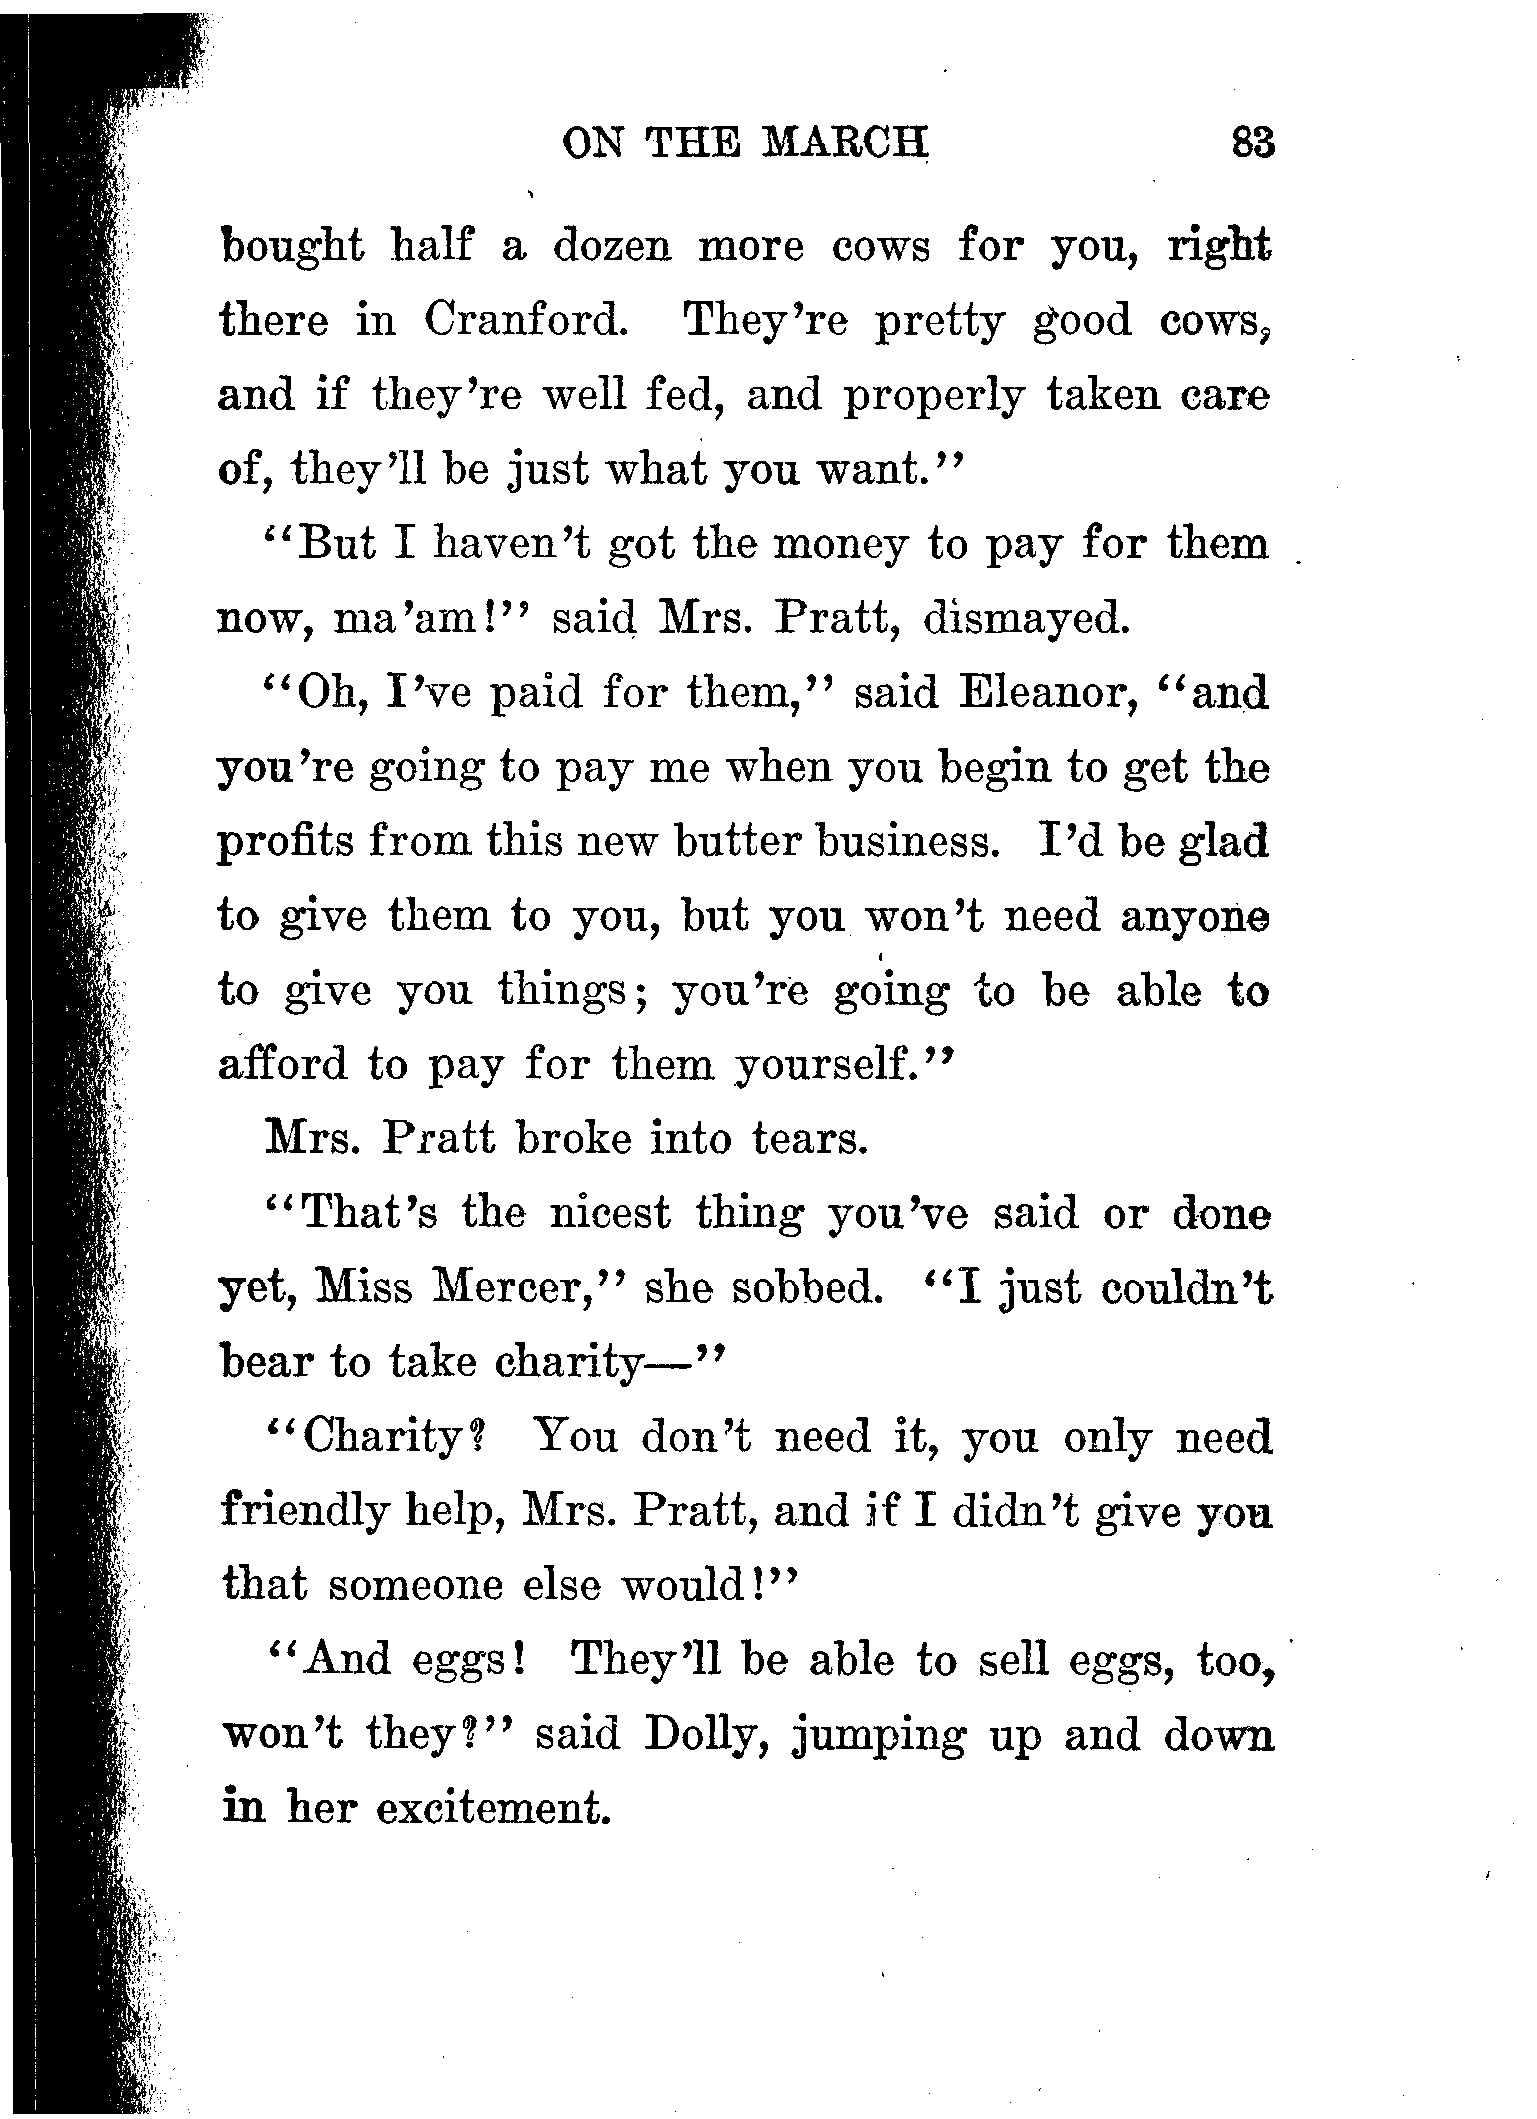 ON THE MARCH 83
bought half a dozen more cows for you, right
there in Cranford. They're pretty good cows,
and if they're well fed, and properly taken care
of, they'll be just what you want."
"But I haven't got the money to pay for them
now, ma'am!" said Mrs. Pratt, dismayed.
"Oh, I've paid for them," said Eleanor, "and
you're going to pay me when you begin to get the
profits from this new butter business. I'd be glad
to give them to you, but you won't need anyone
to give you things; you're going to be able to
afford to pay for them yourself."
Mrs. Pratt broke into tears.
"That's the nicest thing you've said or done
yet, Miss Mercer," she sobbed. "I just couldn't
bear to take charity—"
"Charity? You don't need it, you only need
friendly help, Mrs. Pratt, and if I didn't give you
that someone else would!"
"And eggs! They'll be able to sell eggs, too,
won't they?" said Dolly, jumping up and down
in her excitement.